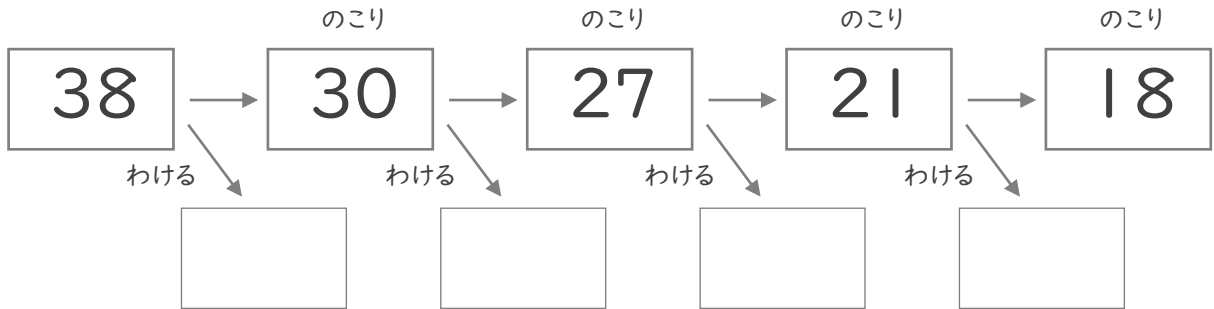 のこり のこり のこり のこり
38 30 27 21 18
わける わける わける わける